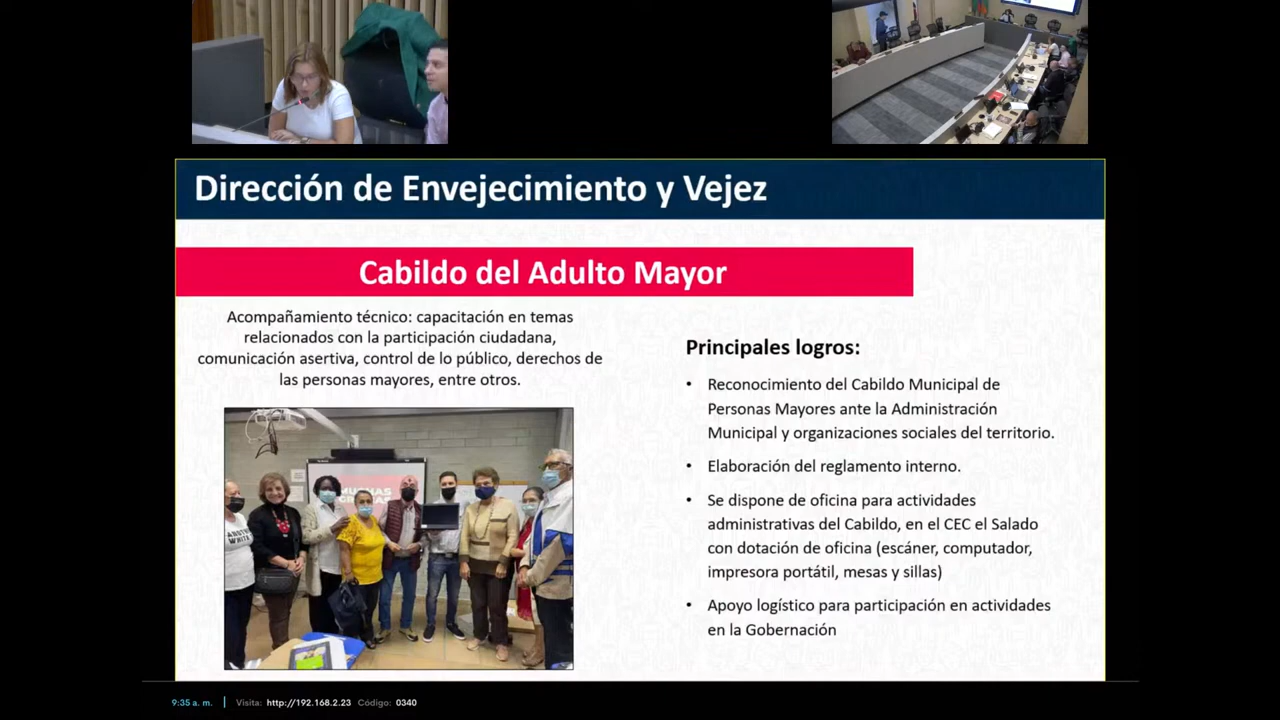 Dirección de Envejecimiento y Vejez
Cabildo del Adulto Mayor
Acompañamiento técnico: capacitación en temas
relacionados con la participación ciudadana,
comunicación asertiva, control de lo público, derechos de
las personas mayores, entre otros.
MUCHAS
GRACIAS
Principales logros:
• Reconocimiento del Cabildo Municipal de
Personas Mayores ante la Administración
Municipal y organizaciones sociales del territorio.
• Elaboración del reglamento interno.
• Se dispone de oficina para actividades
administrativas del Cabildo, en el CEC el Salado
con dotación de oficina (escáner, computador,
impresora portátil, mesas y sillas)
• Apoyo logístico para participación en actividades
en la Gobernación
9:35 a. m. | Visita: http://192.168.2.23 Código: 0340